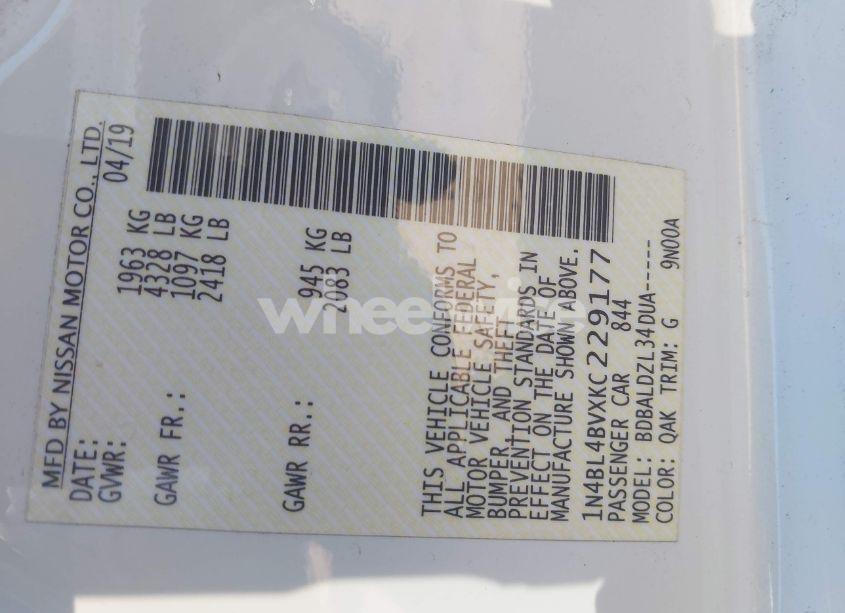 MFD BY NISSAN MOTOR CO., LTD.
DATE: 04/19
GVWR: 1963 KG
4328 LB
GAWR FR.: 1097 KG
2418 LB
GAWR RR.: 945 KG
2083 LB
THIS VEHICLE CONFORMS TO
ALL APPLICABLE FEDERAL
MOTOR VEHICLE SAFETY,
BUMPER, AND THEFT
PREVENTION STANDARDS IN
EFFECT ON THE DATE OF
MANUFACTURE SHOWN ABOVE.
1N4BL4BVXKC229177
PASSENGER CAR 844
MODEL: BDBALDZL34DUA-----
COLOR: QAK TRIM: G 9N00A
wheelwire